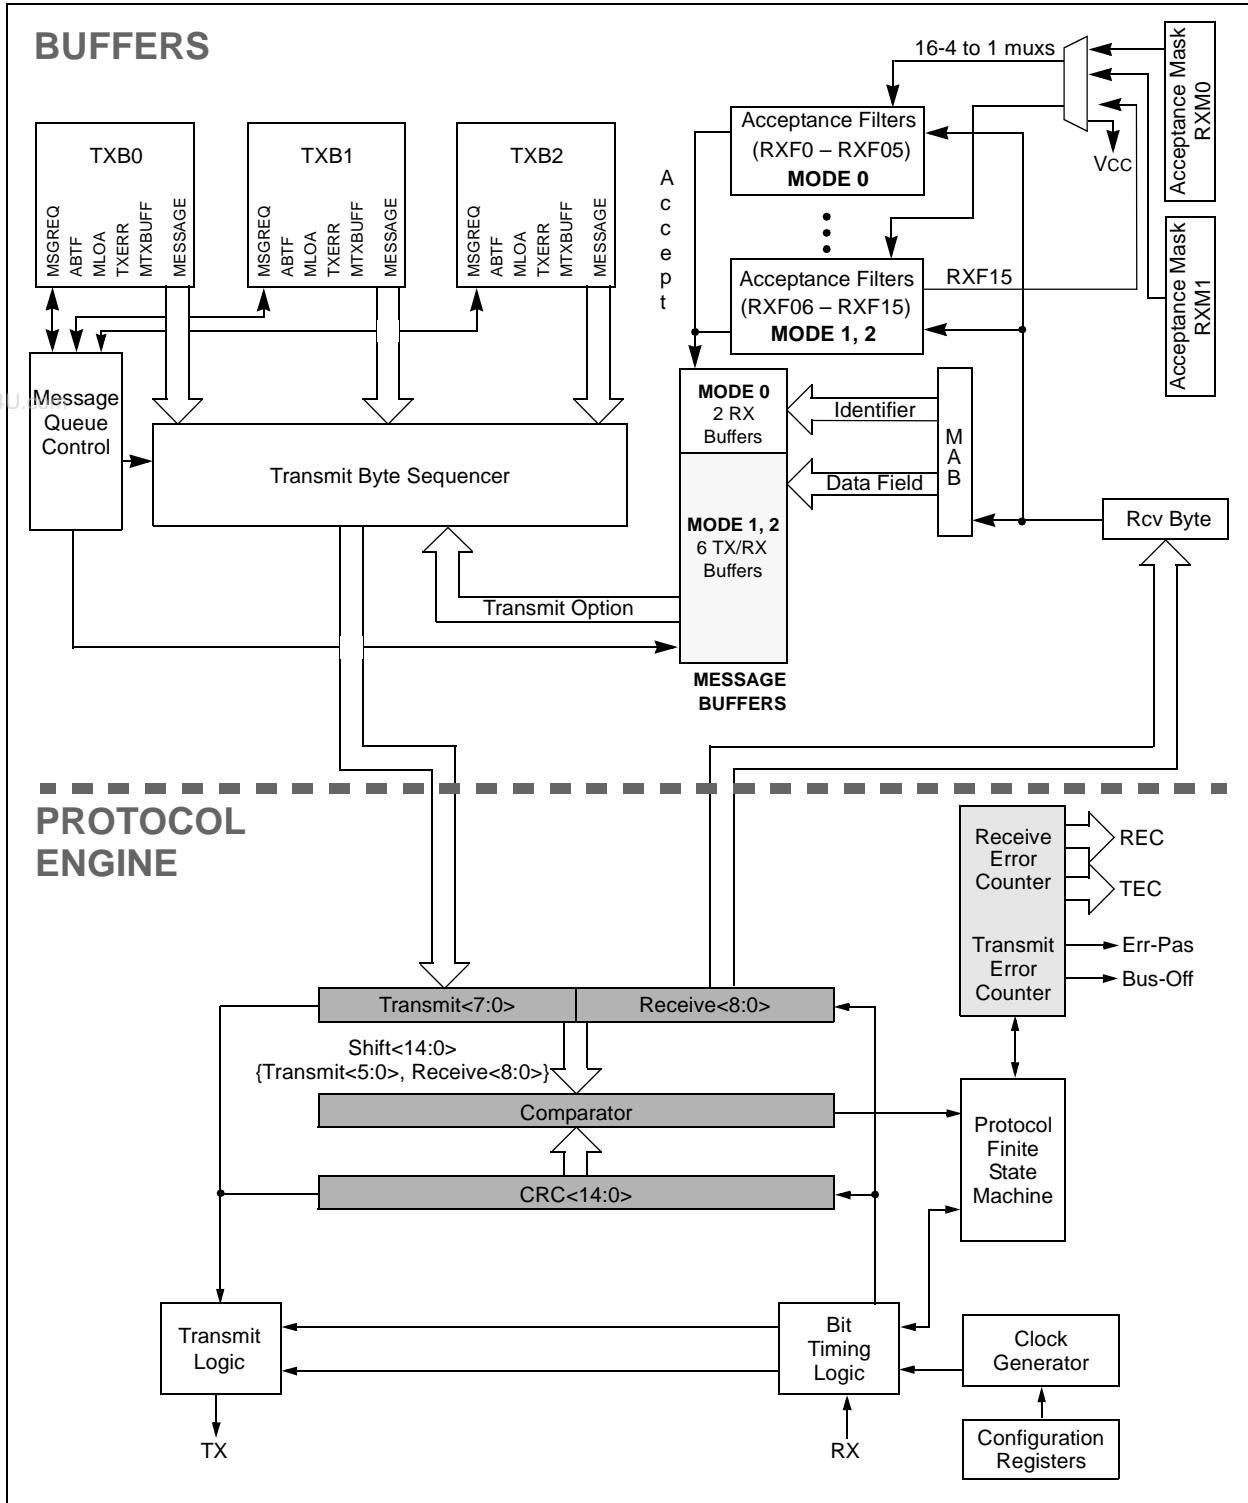 BUFFERS
16-4 to 1 muxs
Acceptance Mask
RXM0
VCC
Acceptance Filters
(RXF0 – RXF05)
MODE 0
Accept
TXB0
MSGREQ
ABTF
MLOA
TXERR
MTXBUFF
MESSAGE
TXB1
MSGREQ
ABTF
MLOA
TXERR
MTXBUFF
MESSAGE
TXB2
MSGREQ
ABTF
MLOA
TXERR
MTXBUFF
MESSAGE
Acceptance Filters
(RXF06 – RXF15)
MODE 1, 2
RXF15
Acceptance Mask
RXM1
4U.com
Message
Queue
Control
Transmit Byte Sequencer
MODE 0
2 RX
Buffers
Identifier
Data Field
MAB
MODE 1, 2
6 TX/RX
Buffers
Rcv Byte
Transmit Option
MESSAGE
BUFFERS
PROTOCOL
ENGINE
Receive
Error
Counter
REC
TEC
Transmit
Error
Counter
Err-Pas
Bus-Off
Transmit<7:0>
Receive<8:0>
Shift<14:0>
{Transmit<5:0>, Receive<8:0>}
Comparator
Protocol
Finite
State
Machine
CRC<14:0>
Transmit
Logic
Bit
Timing
Logic
Clock
Generator
TX
RX
Configuration
Registers